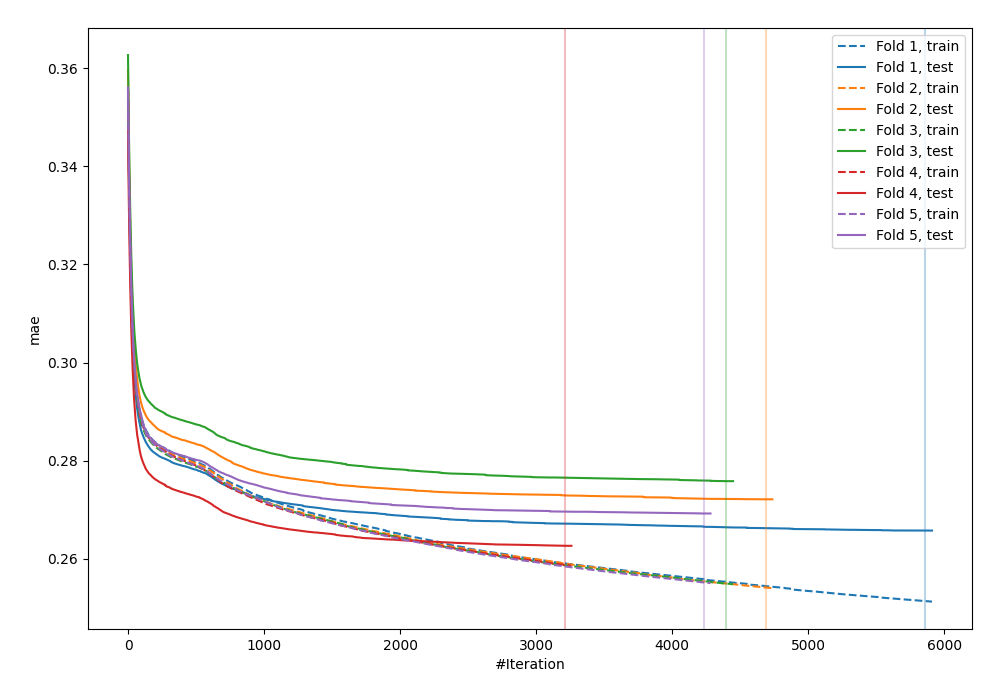 0.36
0.34
0.32
0.30
0.28
0.26
mae
0
1000
2000
3000
4000
5000
6000
#Iteration
Fold 1, train
Fold 1, test
Fold 2, train
Fold 2, test
Fold 3, train
Fold 3, test
Fold 4, train
Fold 4, test
Fold 5, train
Fold 5, test